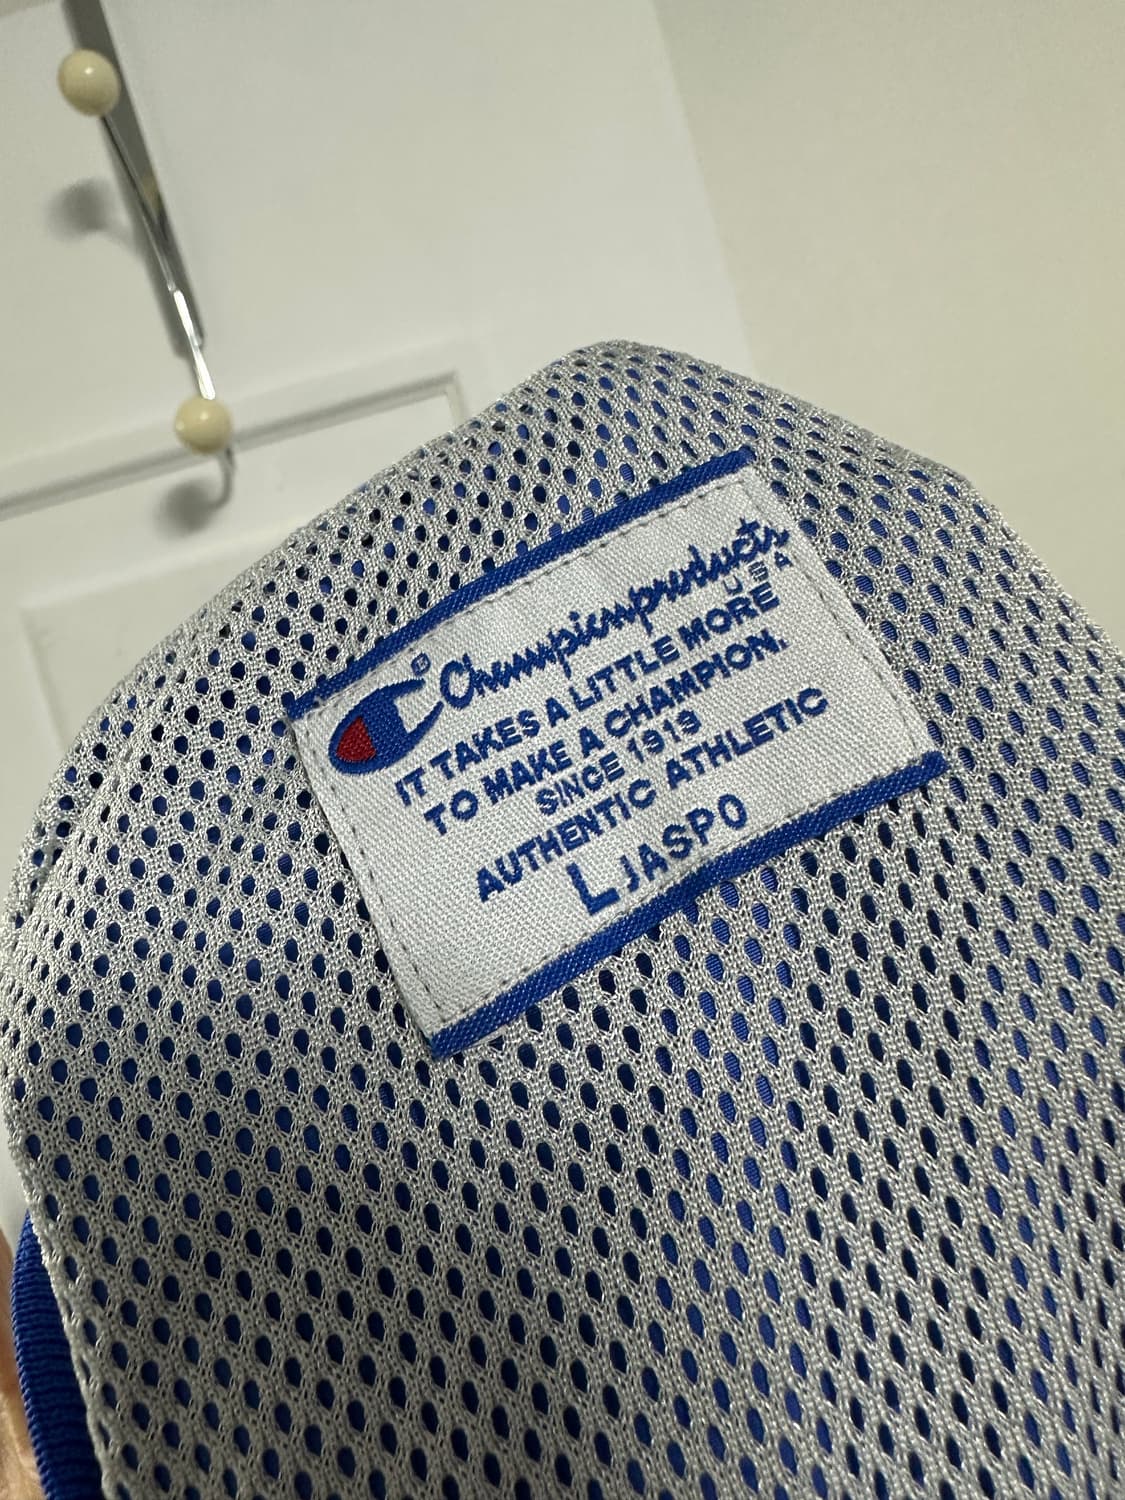 Championproducts
USA
IT TAKES A LITTLE MORE
TO MAKE A CHAMPION.
SINCE 1919
AUTHENTIC ATHLETIC
L JASPO